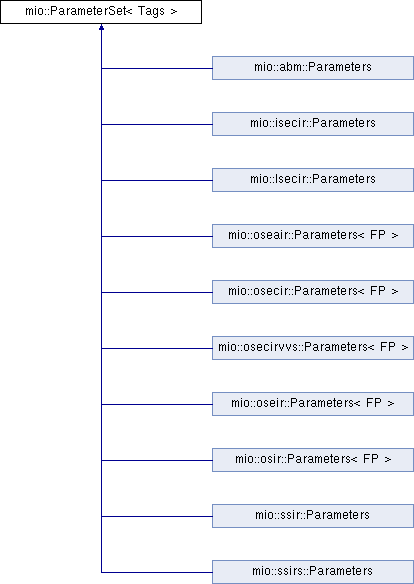 mio::ParameterSet< Tags >
mio::abm::Parameters
mio::isecir::Parameters
mio::lsecir::Parameters
mio::oseair::Parameters< FP >
mio::osecir::Parameters< FP >
mio::osecirvvs::Parameters< FP >
mio::oseir::Parameters< FP >
mio::osir::Parameters< FP >
mio::ssir::Parameters
mio::ssirs::Parameters